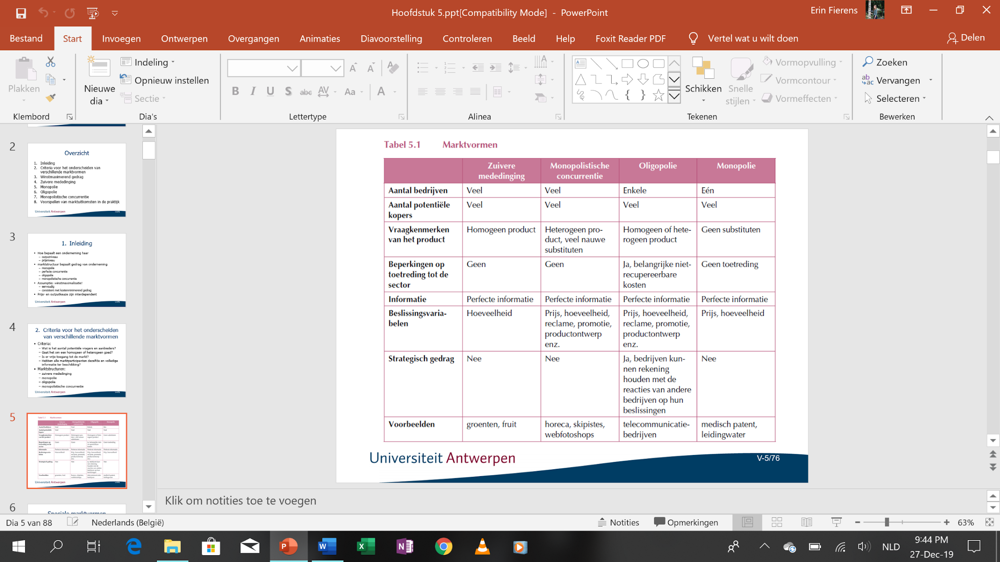 Hoofdstuk 5.ppt[Compatibility Mode] - PowerPoint
Erin Fierens
Bestand Start Invoegen Ontwerpen Overgangen Animaties Diavoorstelling Controleren Beeld Help Foxit Reader PDF Vertel wat u wilt doen Delen
Plakken
Klembord
Nieuwe
dia
Indeling
Opnieuw instellen
Sectie
Dia's
B I U S abc AV Aa A
Lettertype
Alinea
Schikken
Snelle
stijlen
Vormopvulling
Vormcontour
Vormeffecten
Tekenen
Zoeken
Vervangen
Selecteren
Bewerken
2
Overzicht
1. Inleiding
2. Criteria voor het onderscheiden van
verschillende marktvormen
3. Winstmaximerend gedrag
4. Zuivere mededinging
5. Monopolie
6. Oligopolie
7. Monopolistische concurrentie
8. Voorspellen van marktuitkomsten in de praktijk
Universiteit Antwerpen
3
1. Inleiding
• Hoe bepaalt een onderneming haar
– outputniveau
– prijsniveau
• marktstructuur bepaalt gedrag van onderneming
– monopolie
– perfecte concurrentie
– oligopolie
– monopolistische concurrentie
• Assumptie: winstmaximalisatie!
– eenvoudig
– consistent met kostenminimerend gedrag
• Prijs- en outputkeuze zijn interdependent
Universiteit Antwerpen
4
2. Criteria voor het onderscheiden
van verschillende marktvormen
• Criteria:
– Wat is het aantal potentiële vragers en aanbieders?
– Gaat het om een homogeen of heterogeen goed?
– Is er vrije toegang tot de markt?
– Hebben alle marktparticipanten dezelfde en volledige
informatie ter beschikking?
• Marktstructuren:
– zuivere mededinging
– monopolie
– oligopolie
– monopolistische concurrentie
Universiteit Antwerpen
5
Universiteit Antwerpen
6
Speciale marktvormen
Tabel 5.1 Marktvormen
Zuivere Monopolistische Oligopolie Monopolie
mededinging concurrentie
Aantal bedrijven Veel Veel Enkele Eén
Aantal potentiële Veel Veel Veel Veel
kopers
Vraagkenmerken Homogeen product Heterogeen pro- Homogeen of hete- Geen substituten
van het product duct, veel nauwe rogeen product
substituten
Beperkingen op Geen Geen Ja, belangrijke niet- Geen toetreding
toetreding tot de recupereerbare
sector kosten
Informatie Perfecte informatie Perfecte informatie Perfecte informatie Perfecte informatie
Beslissingsvaria- Hoeveelheid Prijs, hoeveelheid, Prijs, hoeveelheid, Prijs, hoeveelheid
belen reclame, promotie, reclame, promotie,
productontwerp productontwerp
enz. enz.
Strategisch gedrag Nee Nee Ja, bedrijven kun- Nee
nen rekening
houden met de
reacties van andere
bedrijven op hun
beslissingen
Voorbeelden groenten, fruit horeca, skipistes, telecommunicatie- medisch patent,
webfotoshops bedrijven leidingwater
Universiteit Antwerpen
V-5/76
Klik om notities toe te voegen
Dia 5 van 88 Nederlands (België) Notities Opmerkingen 63%
NLD
9:44 PM
27-Dec-19